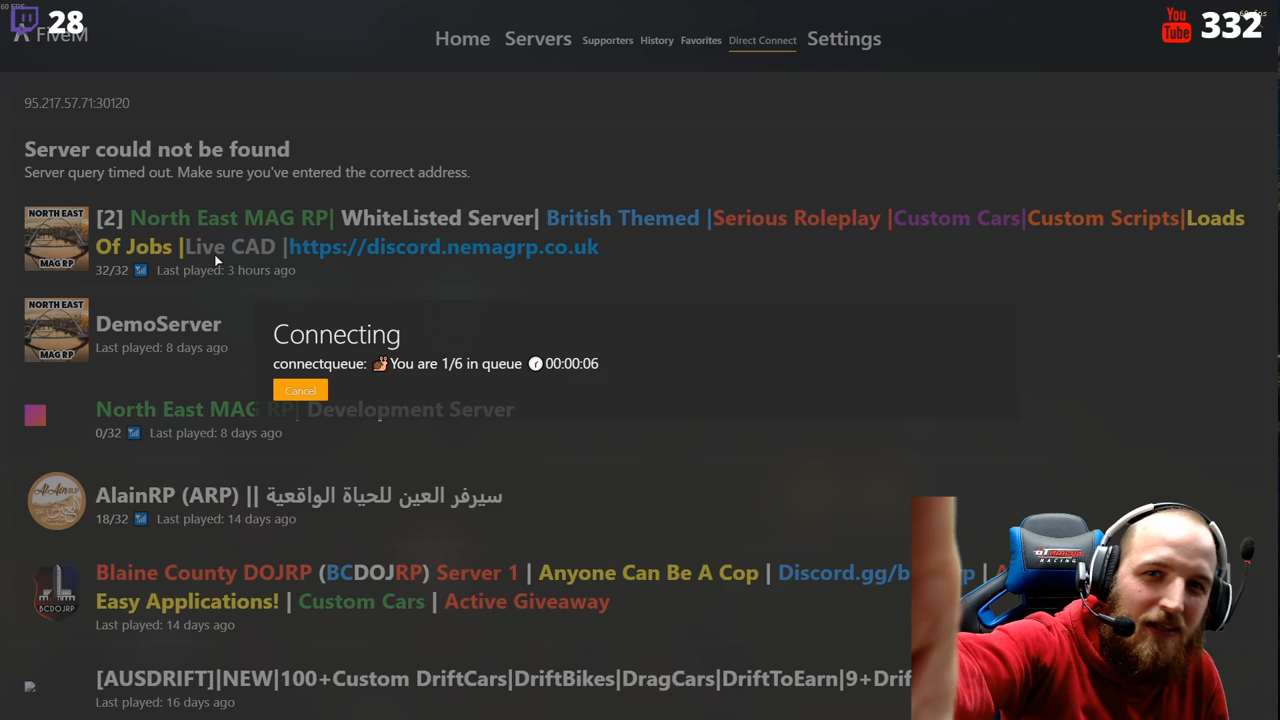 60 FPS
28
FiveM
Home Servers Supporters History Favorites Direct Connect Settings
You Tube
332
95.217.57.71:30120
Server could not be found
Server query timed out. Make sure you've entered the correct address.
NORTH EAST
MAG RP
[2] North East MAG RP| WhiteListed Server| British Themed |Serious Roleplay |Custom Cars|Custom Scripts|Loads
Of Jobs |Live CAD |https://discord.nemagrp.co.uk
32/32 Last played: 3 hours ago
NORTH EAST
MAG RP
DemoServer
Last played: 8 days ago
Connecting
connectqueue: 🐌You are 1/6 in queue 🕜00:00:06
Cancel
North East MAG RP| Development Server
0/32 Last played: 8 days ago
AlainRP (ARP) || سيرفر العين للحياة الواقعية
18/32 Last played: 14 days ago
BCDOJRP
Blaine County DOJRP (BCDOJRP) Server 1 | Anyone Can Be A Cop | Discord.gg/b
Easy Applications! | Custom Cars | Active Giveaway
Last played: 14 days ago
[AUSDRIFT]|NEW|100+Custom DriftCars|DriftBikes|DragCars|DriftToEarn|9+Drif
Last played: 16 days ago
RACING